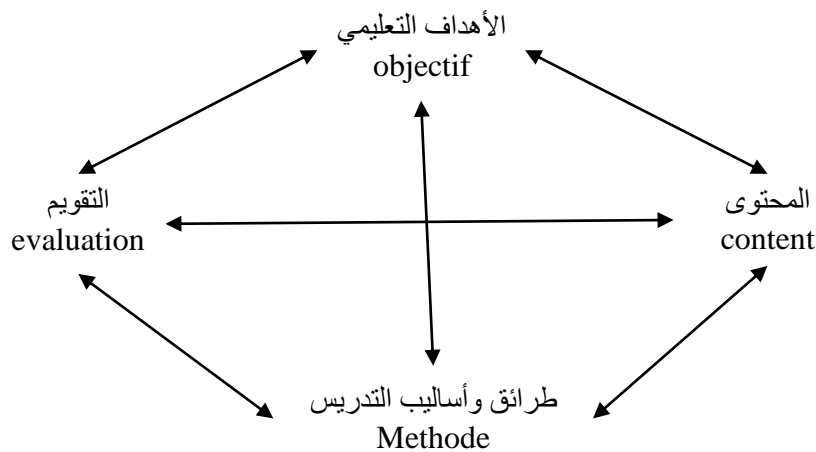 الأهداف التعليمي
objectif
التقويم
evaluation
المحتوى
content
طرائق وأساليب التدريس
Methode